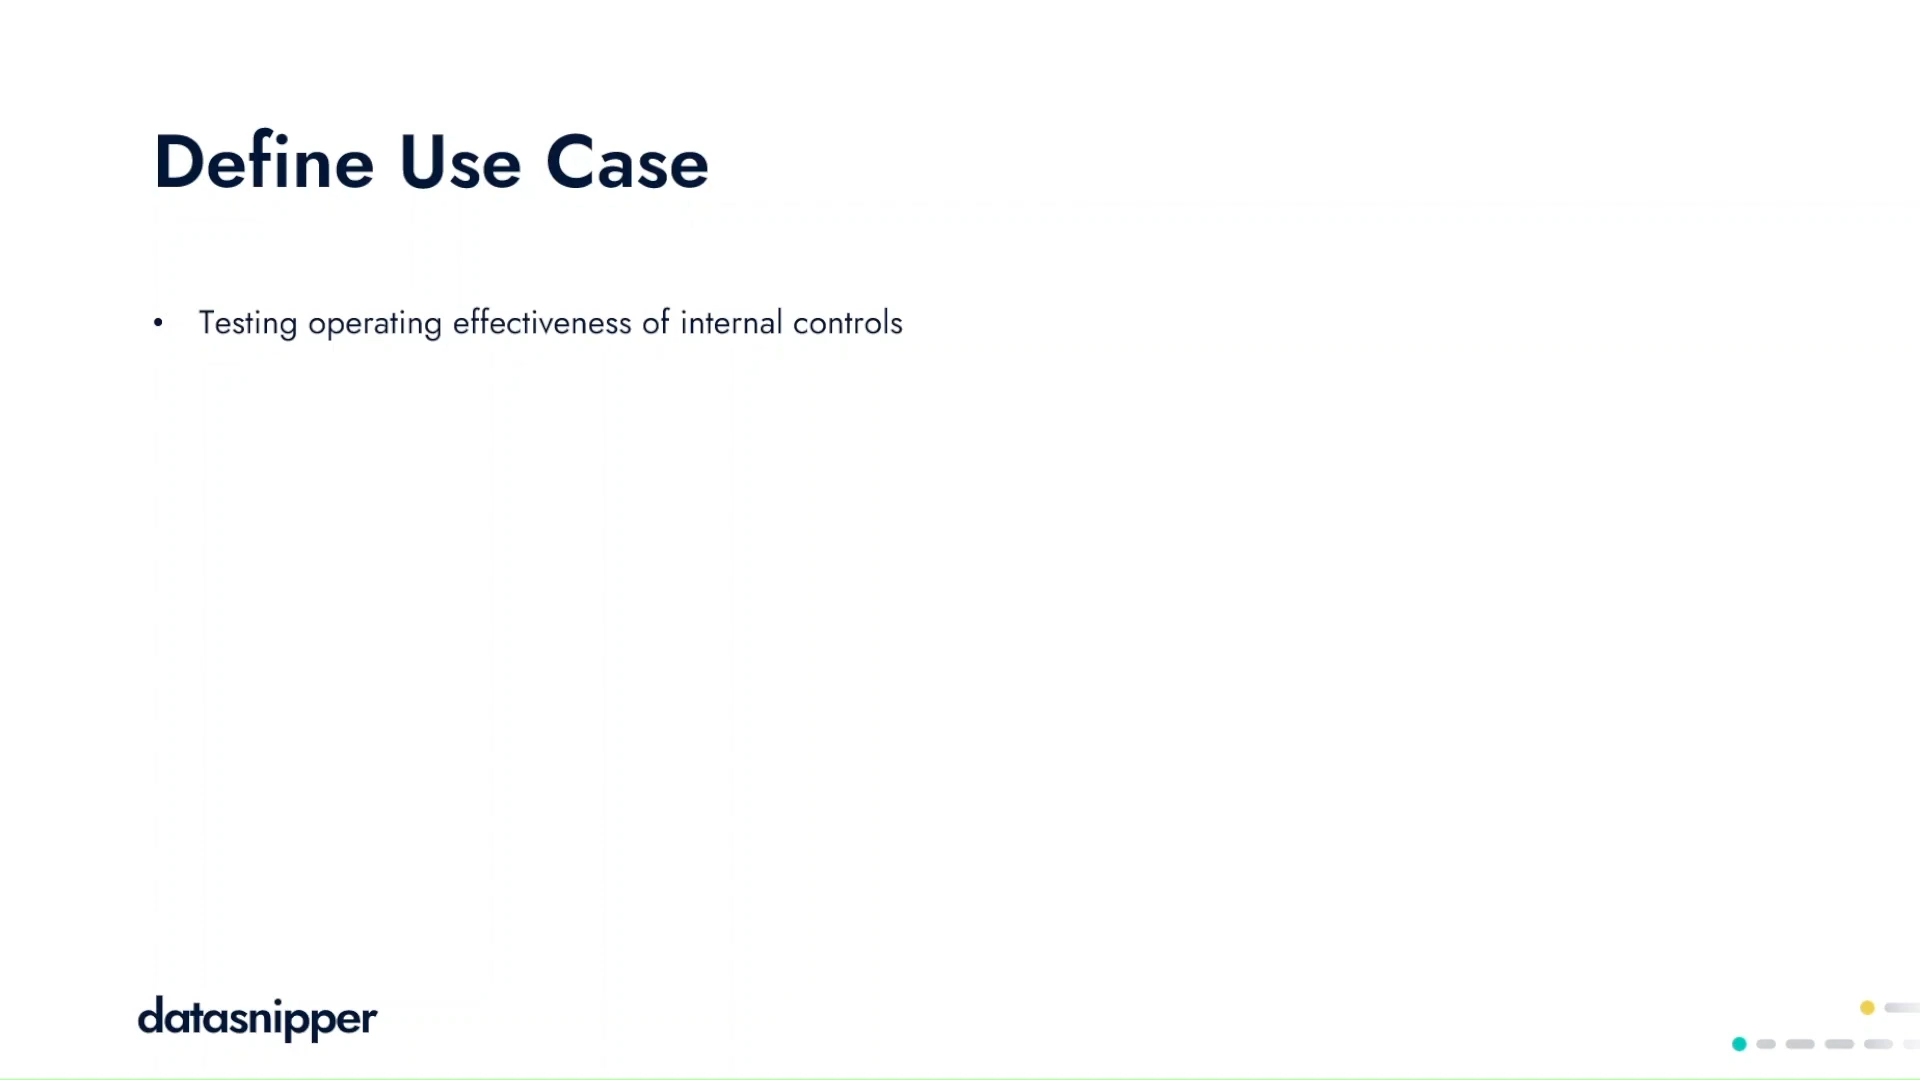 Define Use Case
• Testing operating effectiveness of internal controls
datasnipper